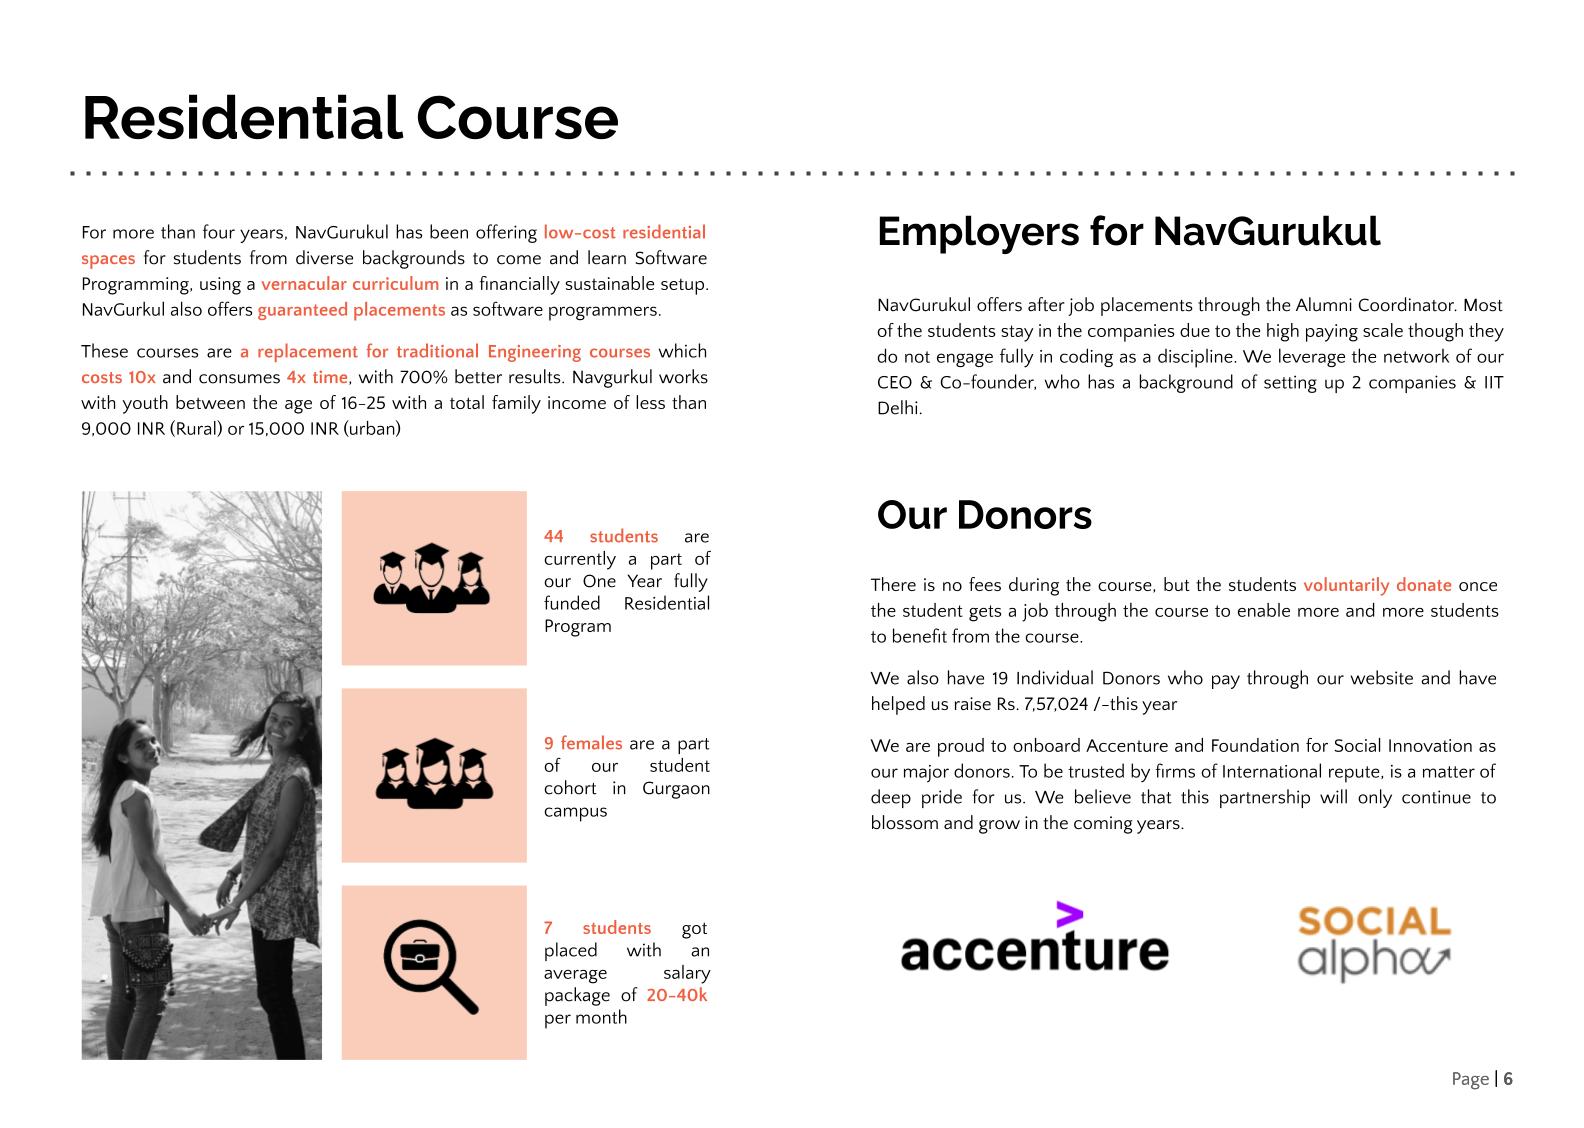 Residential Course
For more than four years, NavGurukul has been offering low-cost residential
spaces for students from diverse backgrounds to come and learn Software
Programming, using a vernacular curriculum in a financially sustainable setup.
NavGurkul also offers guaranteed placements as software programmers.
These courses are a replacement for traditional Engineering courses which
costs 10x and consumes 4x time, with 700% better results. Navgurkul works
with youth between the age of 16-25 with a total family income of less than
9,000 INR (Rural) or 15,000 INR (urban)
44 students are
currently a part of
our One Year fully
funded Residential
Program
9 females are a part
of our student
cohort in Gurgaon
campus
7 students got
placed with an
average salary
package of 20-40k
per month
Employers for NavGurukul
NavGurukul offers after job placements through the Alumni Coordinator. Most
of the students stay in the companies due to the high paying scale though they
do not engage fully in coding as a discipline. We leverage the network of our
CEO & Co-founder, who has a background of setting up 2 companies & IIT
Delhi.
Our Donors
There is no fees during the course, but the students voluntarily donate once
the student gets a job through the course to enable more and more students
to benefit from the course.
We also have 19 Individual Donors who pay through our website and have
helped us raise Rs. 7,57,024 /-this year
We are proud to onboard Accenture and Foundation for Social Innovation as
our major donors. To be trusted by firms of International repute, is a matter of
deep pride for us. We believe that this partnership will only continue to
blossom and grow in the coming years.
accenture
SOCIAL
alpha
Page | 6